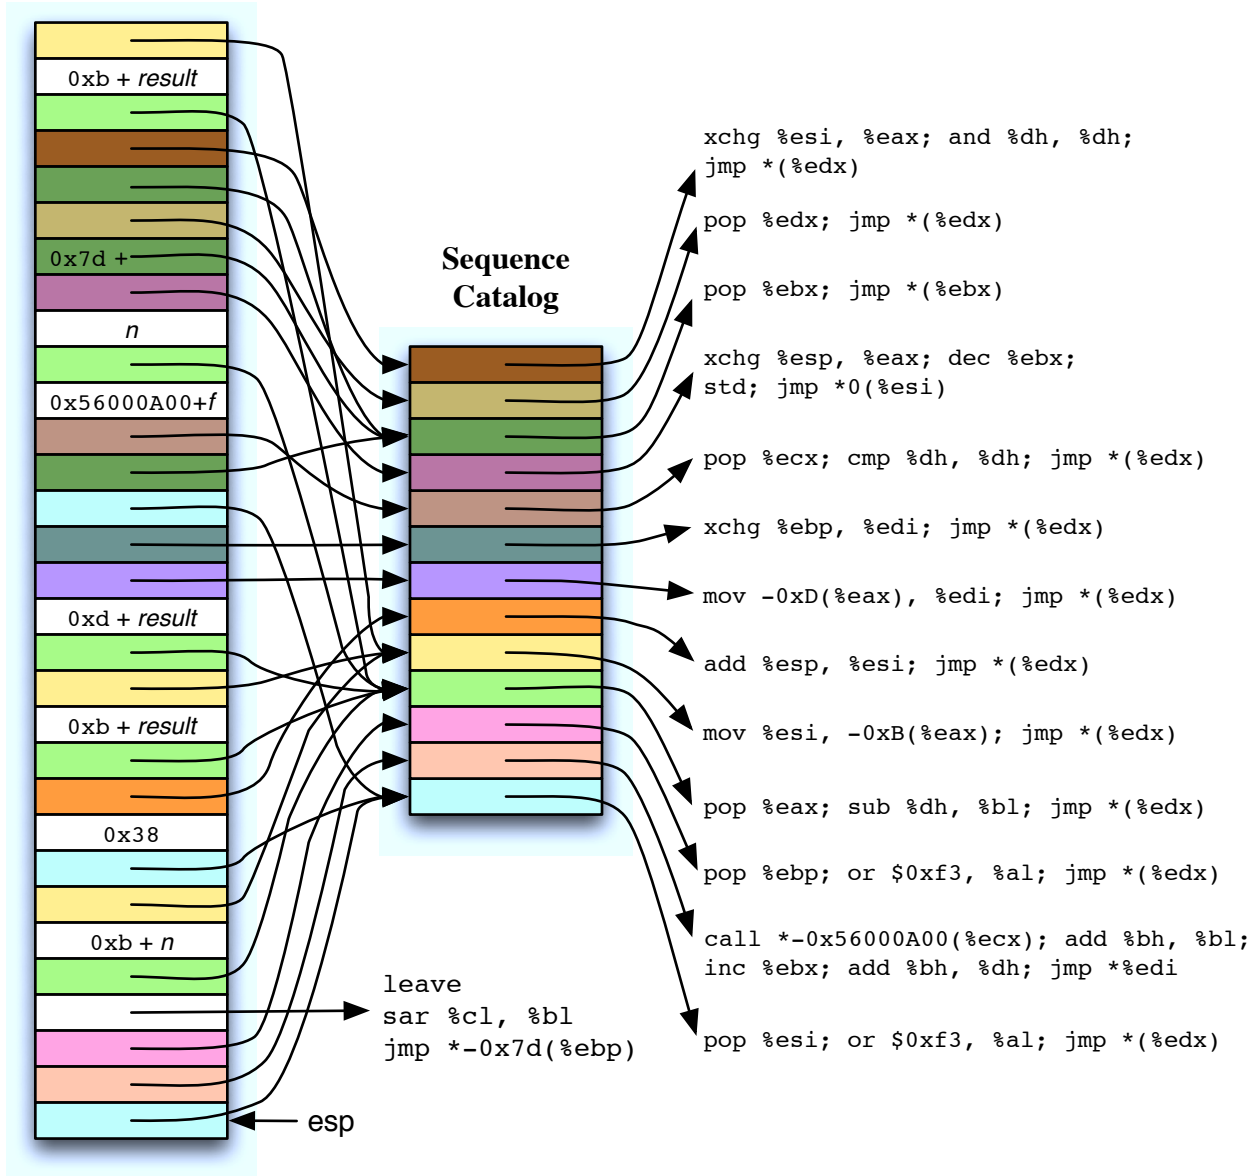 0xb + result
0x7d +
n
0x56000A00+f
0xd + result
0xb + result
0x38
0xb + n
esp
leave
sar %cl, %bl
jmp *-0x7d(%ebp)
Sequence
Catalog
xchg %esi, %eax; and %dh, %dh;
jmp *(%edx)
pop %edx; jmp *(%edx)
pop %ebx; jmp *(%ebx)
xchg %esp, %eax; dec %ebx;
std; jmp *0(%esi)
pop %ecx; cmp %dh, %dh; jmp *(%edx)
xchg %ebp, %edi; jmp *(%edx)
mov -0xD(%eax), %edi; jmp *(%edx)
add %esp, %esi; jmp *(%edx)
mov %esi, -0xB(%eax); jmp *(%edx)
pop %eax; sub %dh, %bl; jmp *(%edx)
pop %ebp; or $0xf3, %al; jmp *(%edx)
call *-0x56000A00(%ecx); add %bh, %bl;
inc %ebx; add %bh, %dh; jmp *%edi
pop %esi; or $0xf3, %al; jmp *(%edx)